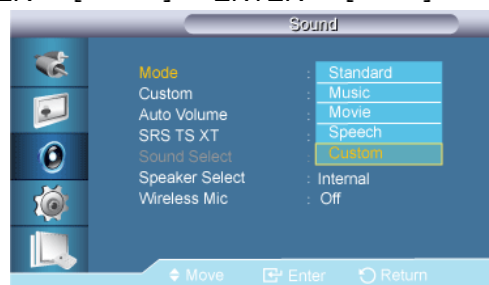 Sound
Mode : Standard
Custom : Music
Auto Volume : Movie
SRS TS XT : Speech
Sound Select : Custom
Speaker Select : Internal
Wireless Mic : Off
Move Enter Return